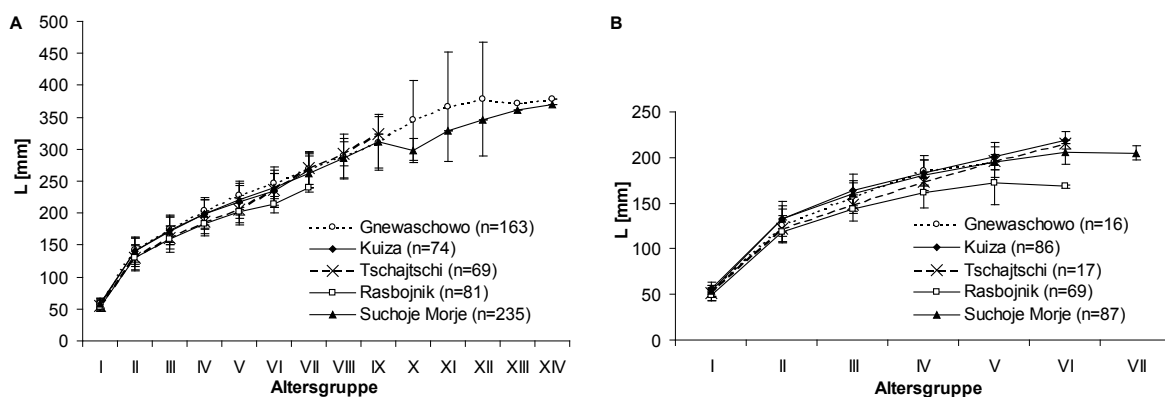 A
500
450
400
350
300
250
200
150
100
50
0
L [mm]
Gnewaschowo (n=163)
Kuiza (n=74)
Tschajtschi (n=69)
Rasbojnik (n=81)
Suchoje Morje (n=235)
I II III IV V VI VII VIII IX X XI XII XIII XIV
Altersgruppe
B
250
200
150
100
50
0
L [mm]
Gnewaschowo (n=16)
Kuiza (n=86)
Tschajtschi (n=17)
Rasbojnik (n=69)
Suchoje Morje (n=87)
I II III IV V VI VII
Altersgruppe